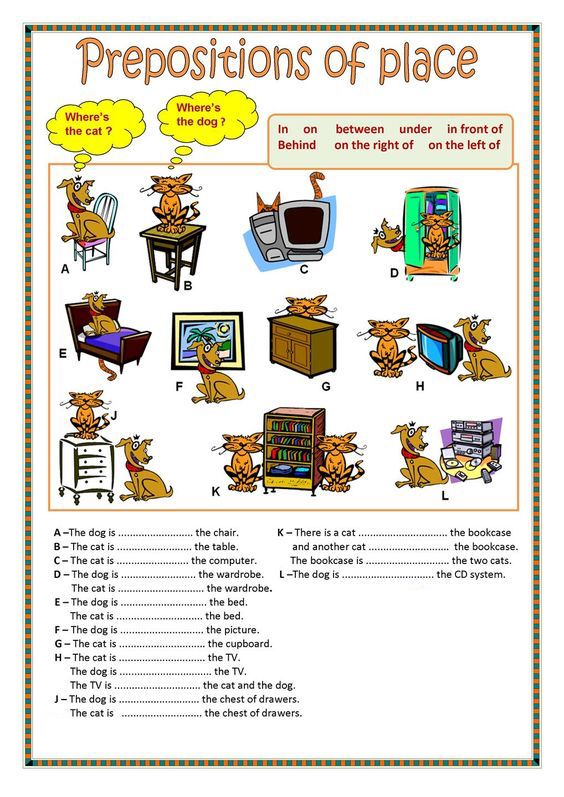 Prepositions of place
Where's
the cat ?
Where's
the dog ?
In on between under in front of
Behind on the right of on the left of
A
B
C
D
E
F
G
H
J
K
L
A –The dog is .......................... the chair.
B – The cat is .......................... the table.
C – The cat is ......................... the computer.
D – The dog is .......................... the wardrobe.
The cat is .............................. the wardrobe.
E – The dog is .............................. the bed.
The cat is .............................. the bed.
F – The dog is ............................ the picture.
G – The cat is ............................ the cupboard.
H – The cat is .............................. the TV.
The dog is ................................ the TV.
The TV is .............................. the cat and the dog.
J – The dog is ............................ the chest of drawers.
The cat is ............................ the chest of drawers.
K – There is a cat ............................... the bookcase
and another cat ............................ the bookcase.
The bookcase is ............................. the two cats.
L –The dog is ................................ the CD system.